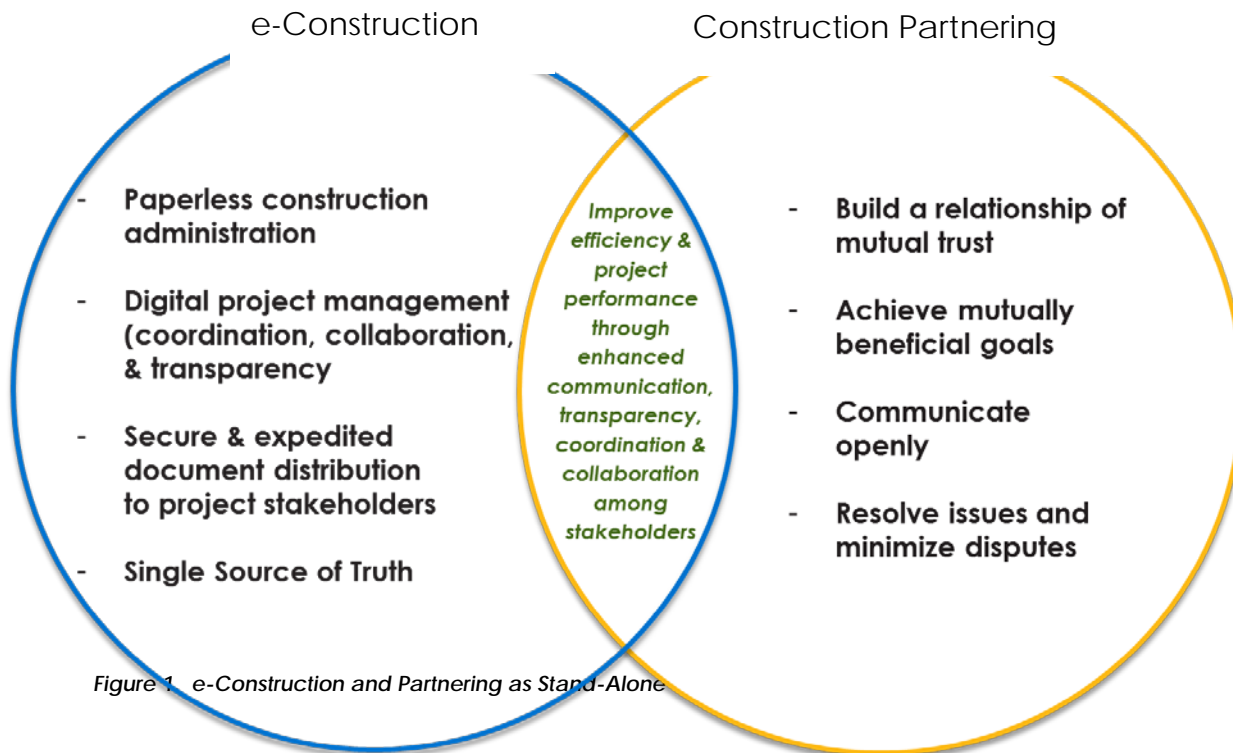 e-Construction
Construction Partnering
- Paperless construction
administration
- Digital project management
(coordination, collaboration,
& transparency
- Secure & expedited
document distribution
to project stakeholders
- Single Source of Truth
Improve
efficiency &
project
performance
through
enhanced
communication,
transparency,
coordination &
collaboration
among
stakeholders
- Build a relationship of
mutual trust
- Achieve mutually
beneficial goals
- Communicate
openly
- Resolve issues and
minimize disputes
Figure 1. e-Construction and Partnering as Stand-Alone